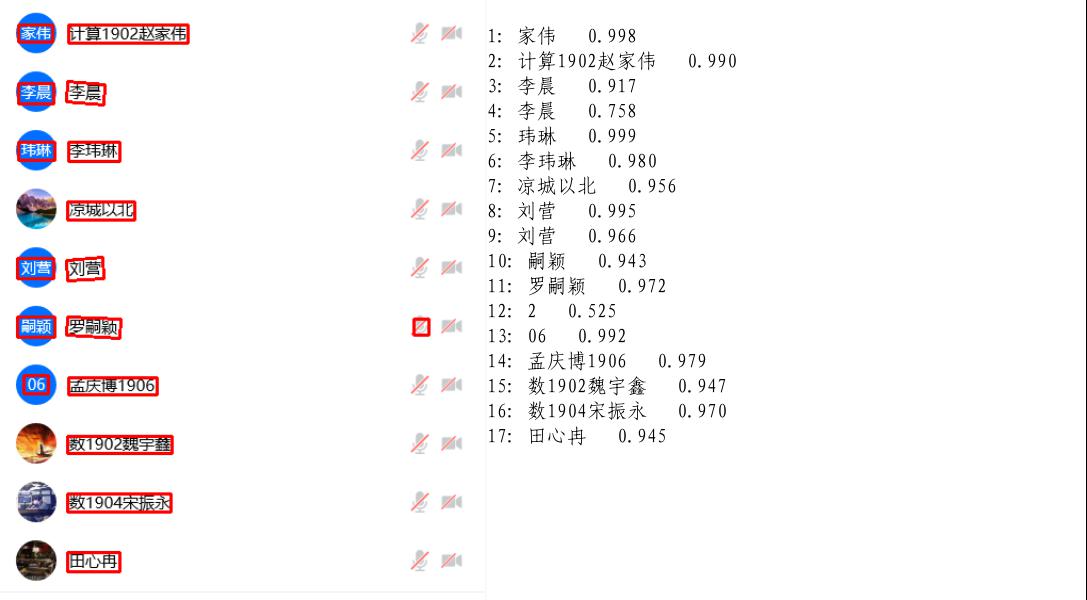 家伟 计算1902赵家伟
李晨 李晨
玮琳 李玮琳
凉城以北
刘营 刘营
嗣颖 罗嗣颖
06 孟庆博1906
数1902魏宇鑫
数1904宋振永
田心冉
1: 家伟 0.998
2: 计算1902赵家伟 0.990
3: 李晨 0.917
4: 李晨 0.758
5: 玮琳 0.999
6: 李玮琳 0.980
7: 凉城以北 0.956
8: 刘营 0.995
9: 刘营 0.966
10: 嗣颖 0.943
11: 罗嗣颖 0.972
12: 2 0.525
13: 06 0.992
14: 孟庆博1906 0.979
15: 数1902魏宇鑫 0.947
16: 数1904宋振永 0.970
17: 田心冉 0.945